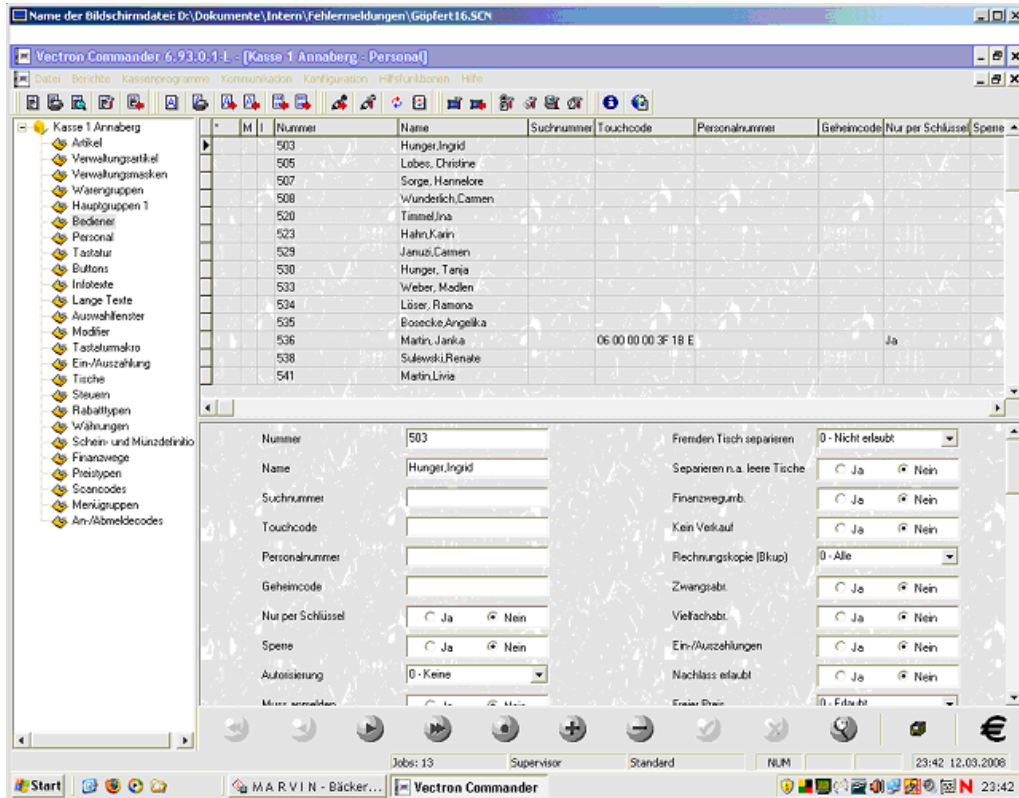 Name der Bildschirmdatei: D:\Dokumente\Intern\Fehlermeldungen\Göpfert16.SCN
Vectron Commander 6.93.0.1-L - [Kasse 1 Annaberg - Personal]
Datei Berichte Kassenprogramme Kommunikation Konfiguration Hilfsfunktionen Hilfe
Kasse 1 Annaberg
Artikel
Verwaltungsartikel
Verwaltungsmasken
Warengruppen
Hauptgruppen 1
Bediener
Personal
Tastatur
Buttons
Infotexte
Lange Texte
Auswahlfenster
Modifier
Tastaturmakro
Ein-/Auszahlung
Tische
Steuern
Rabatttypen
Währungen
Schein- und Münzdefinitio
Finanzwege
Preistypen
Scancodes
Menügruppen
An-/Abmeldecodes
* M I Nummer Name Suchnummer Touchcode Personalnummer Geheimcode Nur per Schlüssel Sperre
503 Hunger,Ingrid
505 Lobes, Christine
507 Sorge, Hannelore
508 Wunderlich,Carmen
520 Timmel,Ina
523 Hahn,Karin
529 Januzi,Carmen
530 Hunger, Tanja
533 Weber, Madlen
534 Löser, Ramona
535 Bosecke,Angelika
536 Martin, Janka 06 00 00 00 3F 1B E Ja
538 Sulewski,Renate
541 Martin,Livia
Nummer 503 Fremden Tisch separieren 0 - Nicht erlaubt
Name Hunger,Ingrid Separieren n.a. leere Tische Ja Nein
Suchnummer Finanzwegumb. Ja Nein
Touchcode Kein Verkauf Ja Nein
Personalnummer Rechnungskopie (Bkup) 0 - Alle
Geheimcode Zwangsabr. Ja Nein
Nur per Schlüssel Ja Nein Vielfachabr. Ja Nein
Sperre Ja Nein Ein-/Auszahlungen Ja Nein
Autorisierung 0 - Keine Nachlass erlaubt Ja Nein
Muss anmelden Ja Nein Freier Preis 0 - Erlaubt
€
Jobs: 13 Supervisor Standard NUM 23:42 12.03.2008
Start M A R V I N - Bäcker... Vectron Commander 23:42